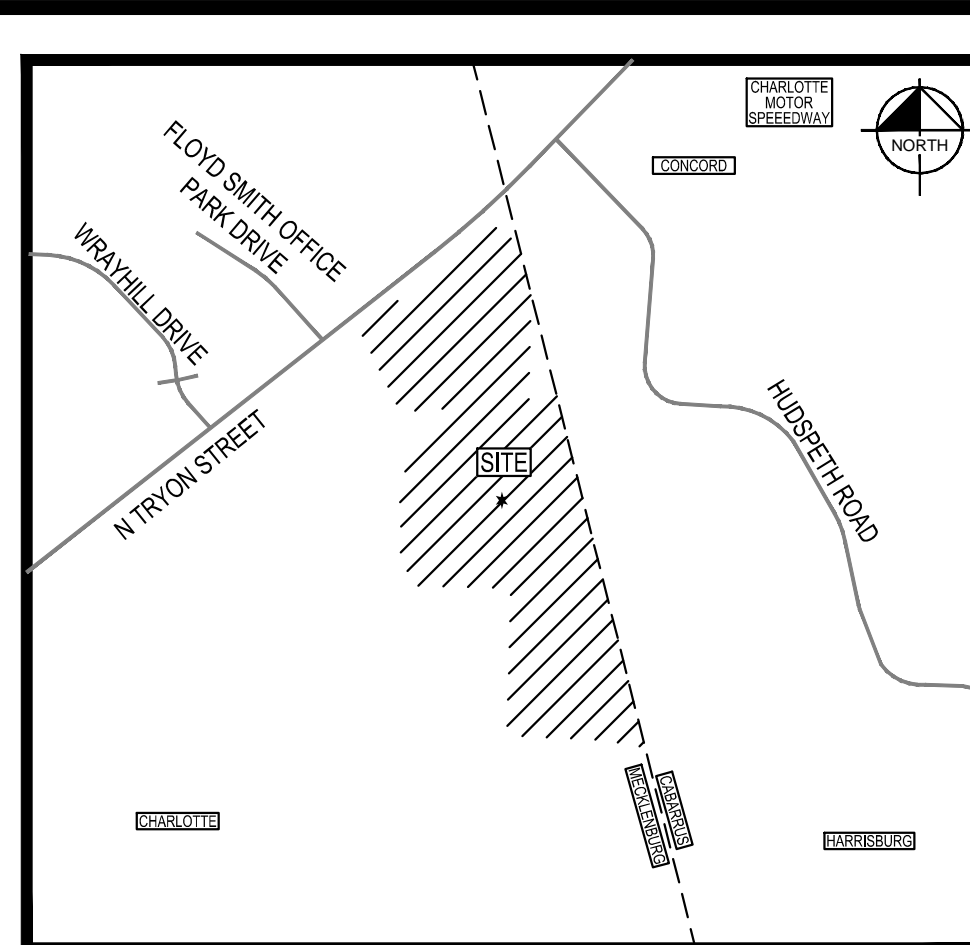 CHARLOTTE
MOTOR
SPEEEDWAY
NORTH
CONCORD
FLOYD SMITH OFFICE
PARK DRIVE
WRAYHILL DRIVE
N TRYON STREET
HUDSPETH ROAD
SITE
MECKLENBURG
CABARRUS
CHARLOTTE
HARRISBURG